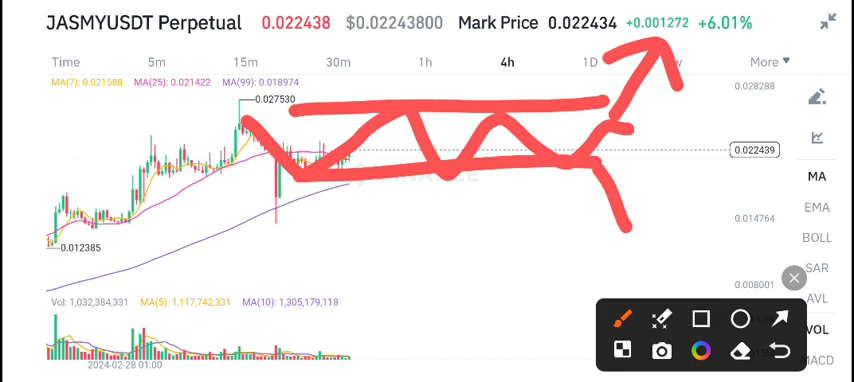 JASMYUSDT Perpetual 0.022438 $0.02243800 Mark Price 0.022434 +0.001272 +6.01%
Time 5m 15m 30m 1h 4h 1D w More
MA(7): 0.021588 MA(25): 0.021422 MA(99): 0.018974
0.028288
0.027530
0.022439
MA
EMA
0.014764
BOLL
0.012385
SAR
0.008001
AVL
Vol: 1,032,384,331 MA(5): 1,117,742,331 MA(10): 1,305,179,118
VOL
MACD
2024-02-28 01:00